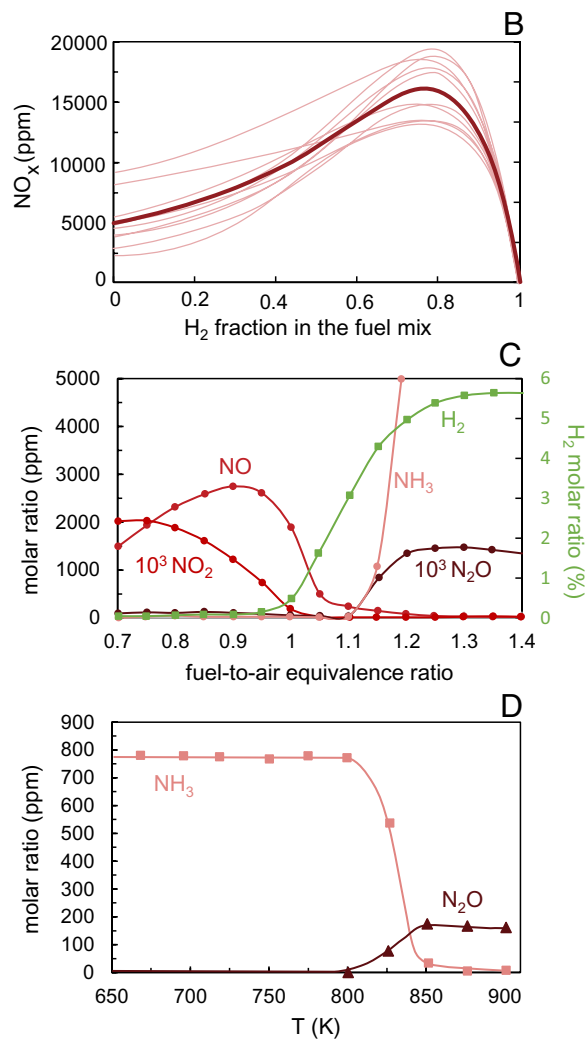 B
20000
15000
10000
5000
0
NOx (ppm)
0 0.2 0.4 0.6 0.8 1
H2 fraction in the fuel mix
C
5000
4000
3000
2000
1000
0
molar ratio (ppm)
6
5
4
3
2
1
0
H2 molar ratio (%)
NO
H2
NH3
10³ NO2
10³ N2O
0.7 0.8 0.9 1 1.1 1.2 1.3 1.4
fuel-to-air equivalence ratio
D
900
800
700
600
500
400
300
200
100
0
molar ratio (ppm)
NH3
N2O
650 700 750 800 850 900
T (K)